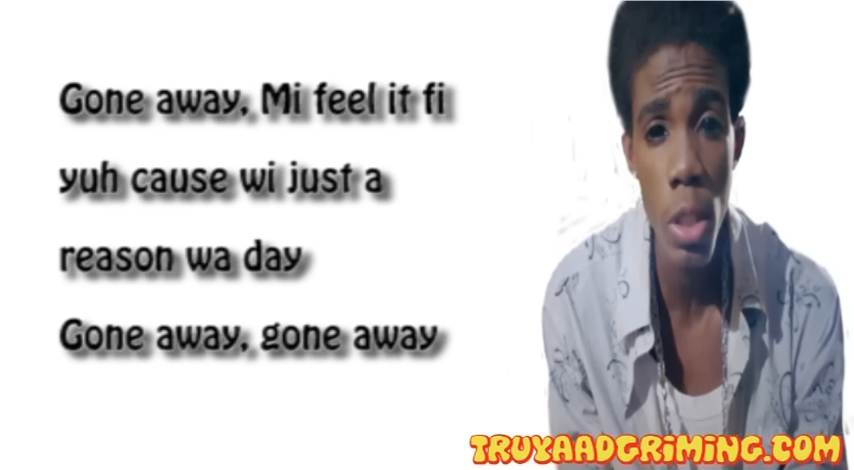 Gone away, Mi feel it fi
yuh cause wi just a
reason wa day
Gone away, gone away
TRUYAADGRIMING.COM